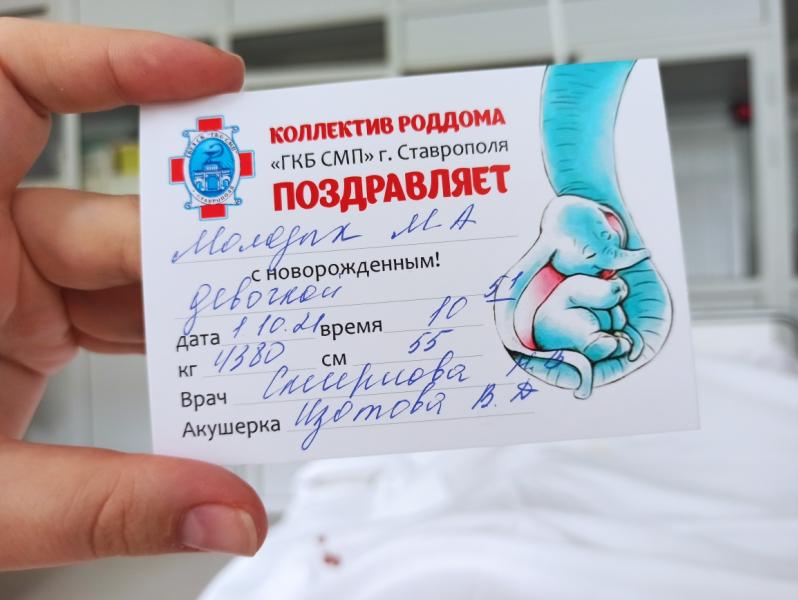 КОЛЛЕКТИВ РОДДОМА
«ГКБ СМП» г. Ставрополя
ПОЗДРАВЛЯЕТ
Молодых М А
с новорожденным!
девочкой
дата 1 10.21 время 10 51
кг 4380 см 55
Врач Смирнова
Акушерка Изотова В. А